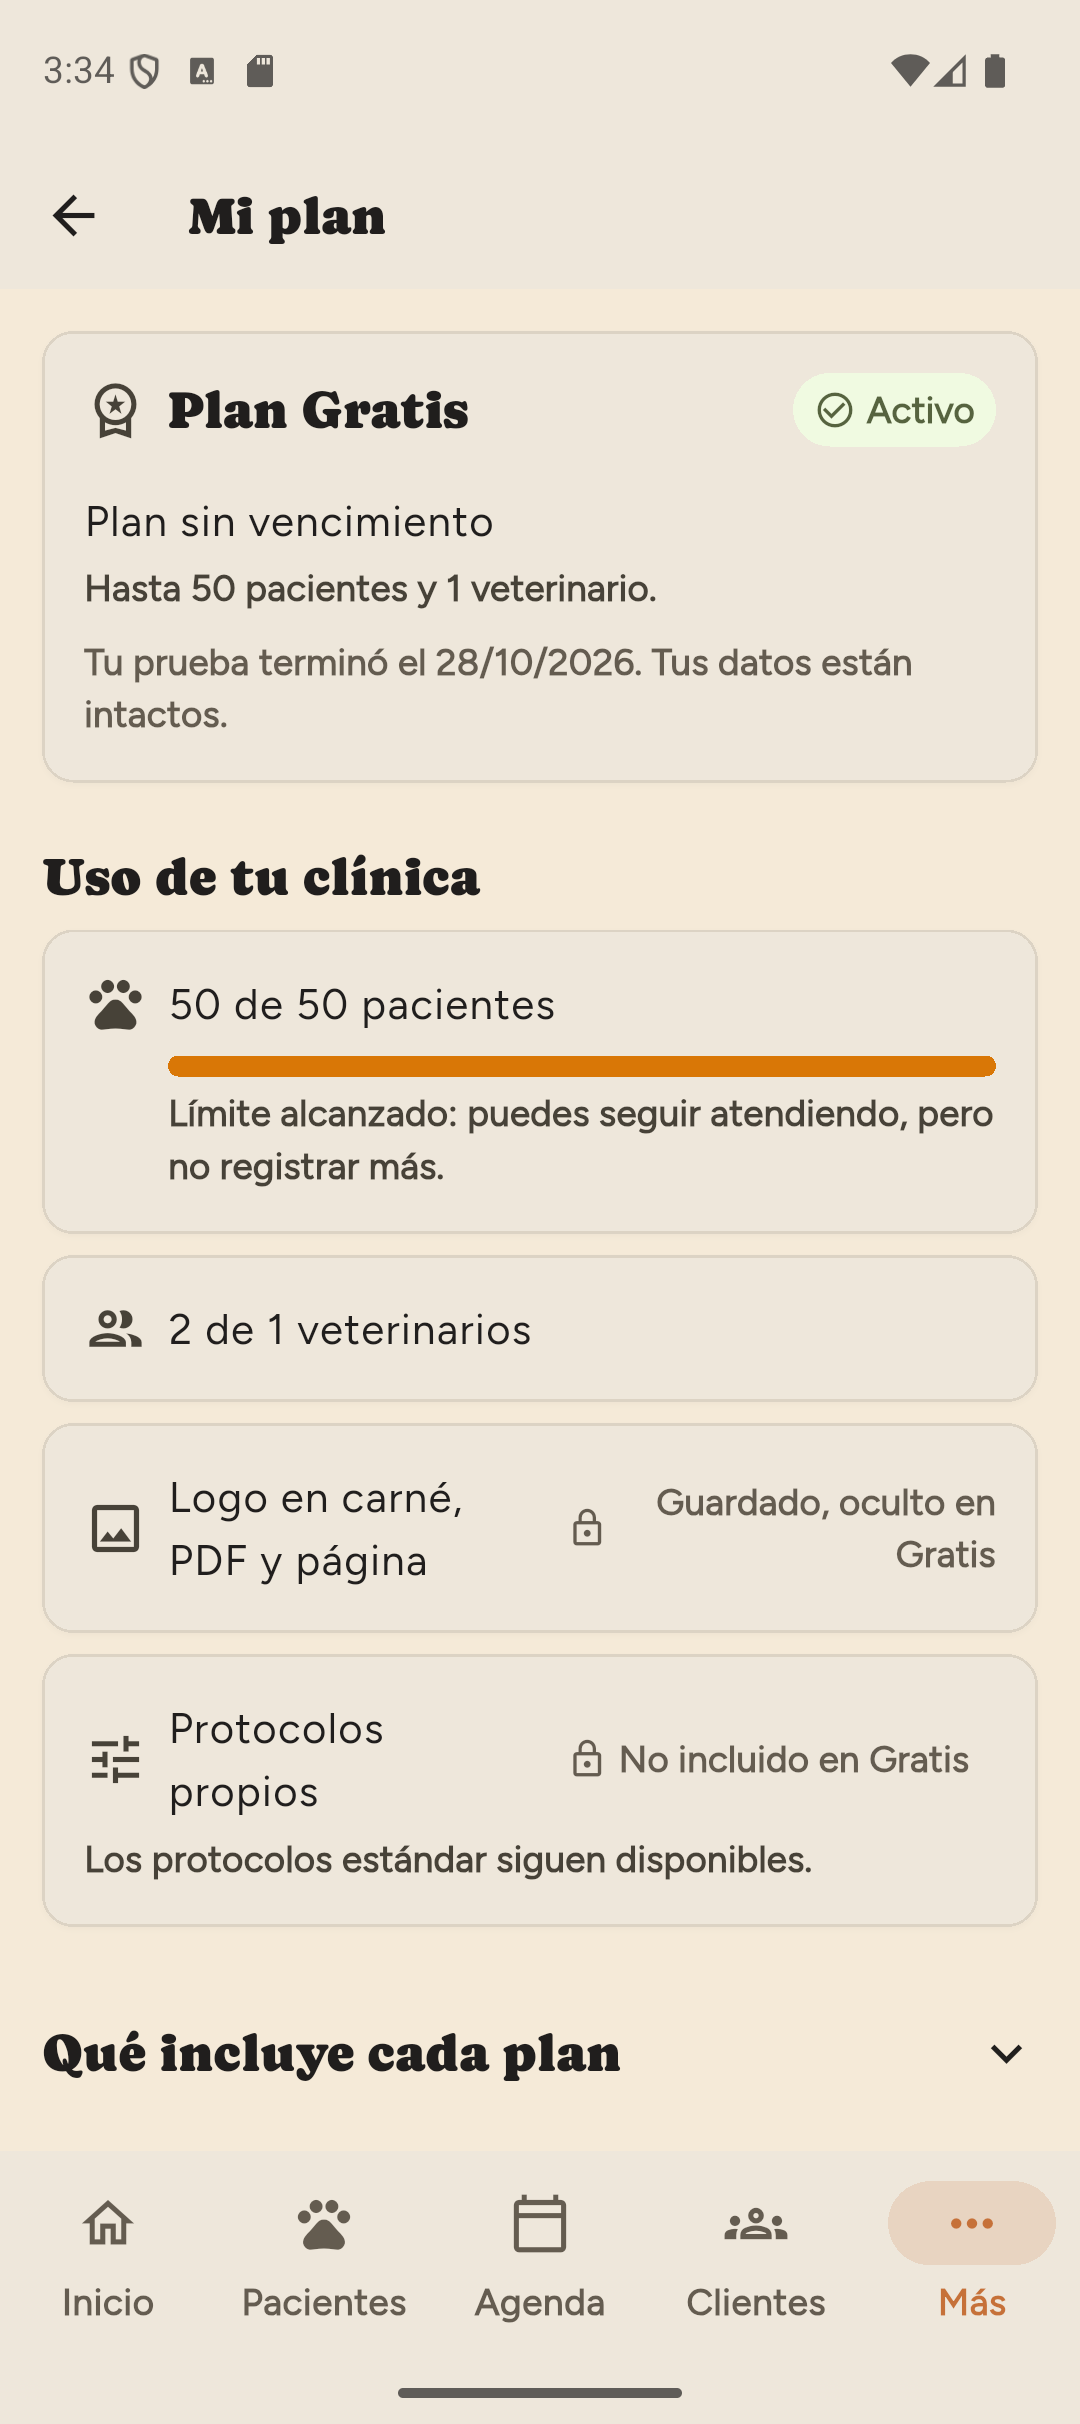 3:34
Mi plan
Plan Gratis
Activo
Plan sin vencimiento
Hasta 50 pacientes y 1 veterinario.
Tu prueba terminó el 28/10/2026. Tus datos están
intactos.
Uso de tu clínica
50 de 50 pacientes
Límite alcanzado: puedes seguir atendiendo, pero
no registrar más.
2 de 1 veterinarios
Logo en carné,
PDF y página
Guardado, oculto en
Gratis
Protocolos
propios
No incluido en Gratis
Los protocolos estándar siguen disponibles.
Qué incluye cada plan
Inicio
Pacientes
Agenda
Clientes
Más